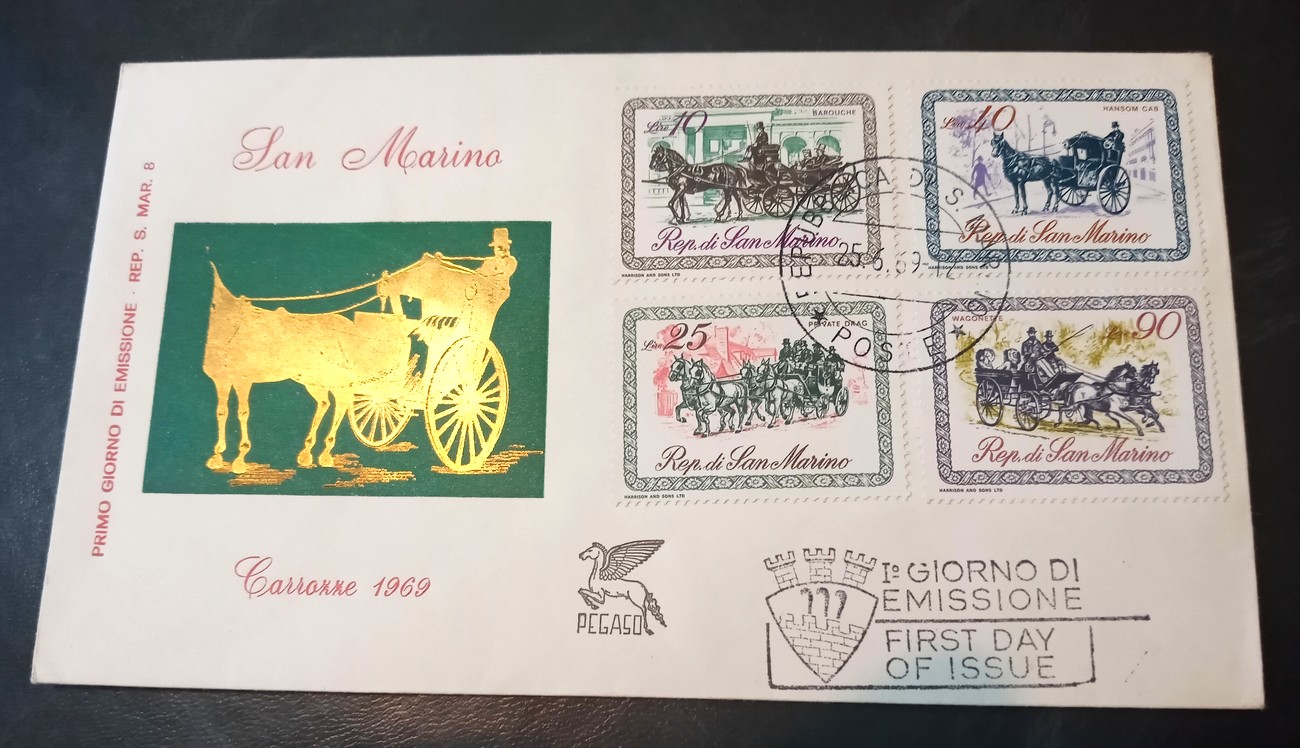 San Marino
PRIMO GIORNO DI EMISSIONE · REP. S. MAR. 8
Carrozze 1969
Lire 10
BAROUCHE
Rep. di San Marino
HARRISON AND SONS LTD
Lire 40
HANSOM CAB
Rep. di San Marino
HARRISON AND SONS LTD
Lire 25
PRIVATE DRAG
Rep. di San Marino
HARRISON AND SONS LTD
WAGONETTE
Lire 90
Rep. di San Marino
HARRISON AND SONS LTD
REPUBBLICA DI S.
25.6.69
POSTE
PEGASO
I° GIORNO DI
EMISSIONE
FIRST DAY
OF ISSUE